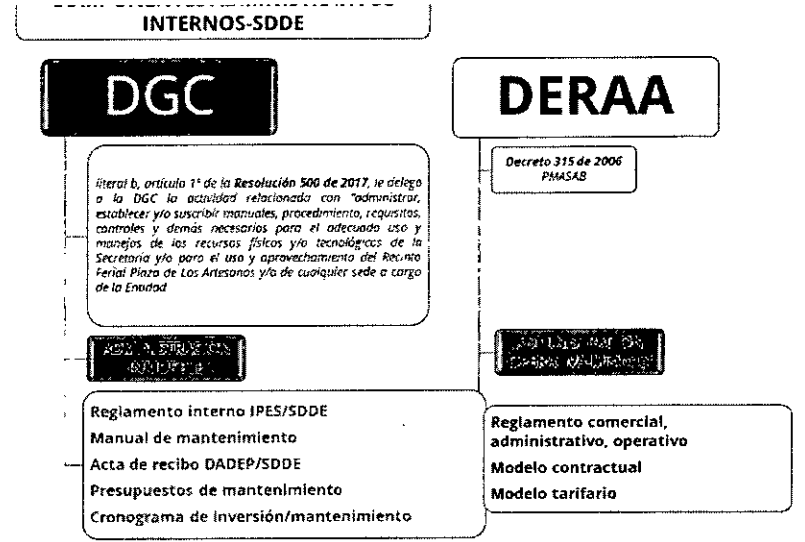 INTERNOS-SDDE
DGC
literal b, artículo 1° de la Resolución 500 de 2017, le delego
a la DGC la actividad relacionada con "administrar,
establecer y/o suscribir manuales, procedimiento, requisitos,
controles y demás necesarios para el adecuado uso y
manejos de los recursos físicos y/o tecnológicos de la
Secretaría y/o para el uso y aprovechamiento del Recinto
Ferial Plaza de Los Artesanos y/o de cualquier sede a cargo
de la Entidad
Reglamento interno IPES/SDDE
Manual de mantenimiento
Acta de recibo DADEP/SDDE
Presupuestos de mantenimiento
Cronograma de inversión/mantenimiento
DERAA
Decreto 315 de 2006
PMASAB
Reglamento comercial,
administrativo, operativo
Modelo contractual
Modelo tarifario